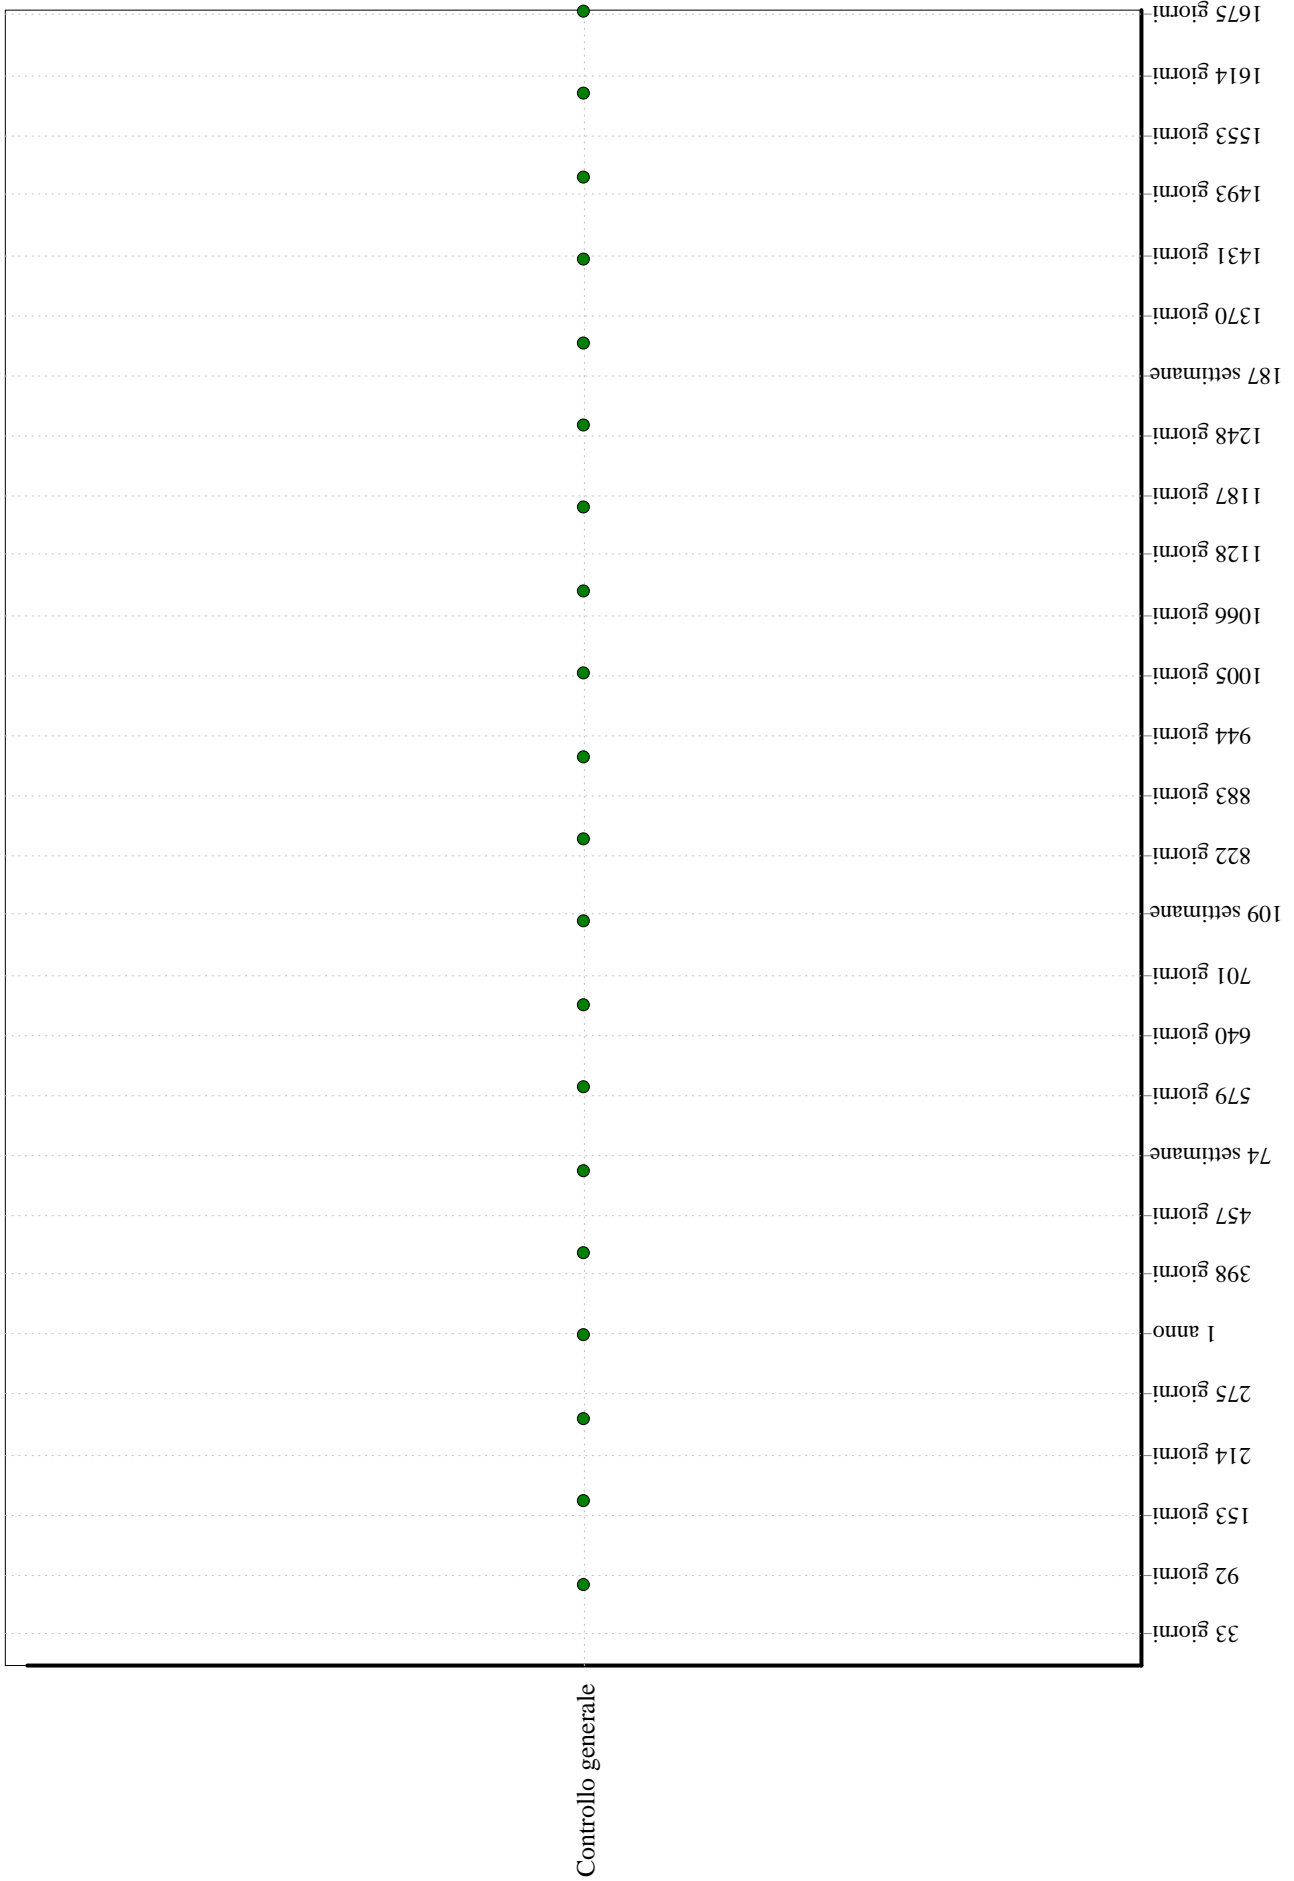 1675 giorni
1614 giorni
1553 giorni
1493 giorni
1431 giorni
1370 giorni
187 settimane
1248 giorni
1187 giorni
1128 giorni
1066 giorni
1005 giorni
944 giorni
883 giorni
822 giorni
109 settimane
701 giorni
640 giorni
579 giorni
74 settimane
457 giorni
398 giorni
1 anno
275 giorni
214 giorni
153 giorni
92 giorni
33 giorni
Controllo generale